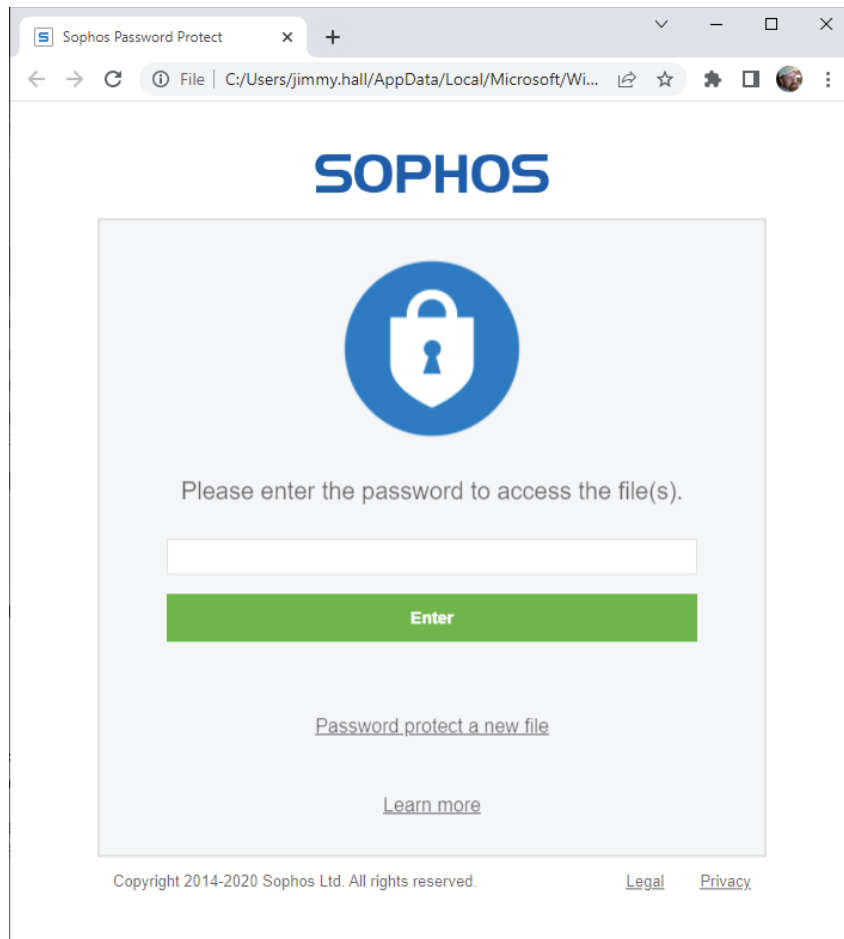 S Sophos Password Protect
File C:/Users/jimmy.hall/AppData/Local/Microsoft/Wi...
SOPHOS
Please enter the password to access the file(s).
Enter
Password protect a new file
Learn more
Copyright 2014-2020 Sophos Ltd. All rights reserved. Legal Privacy